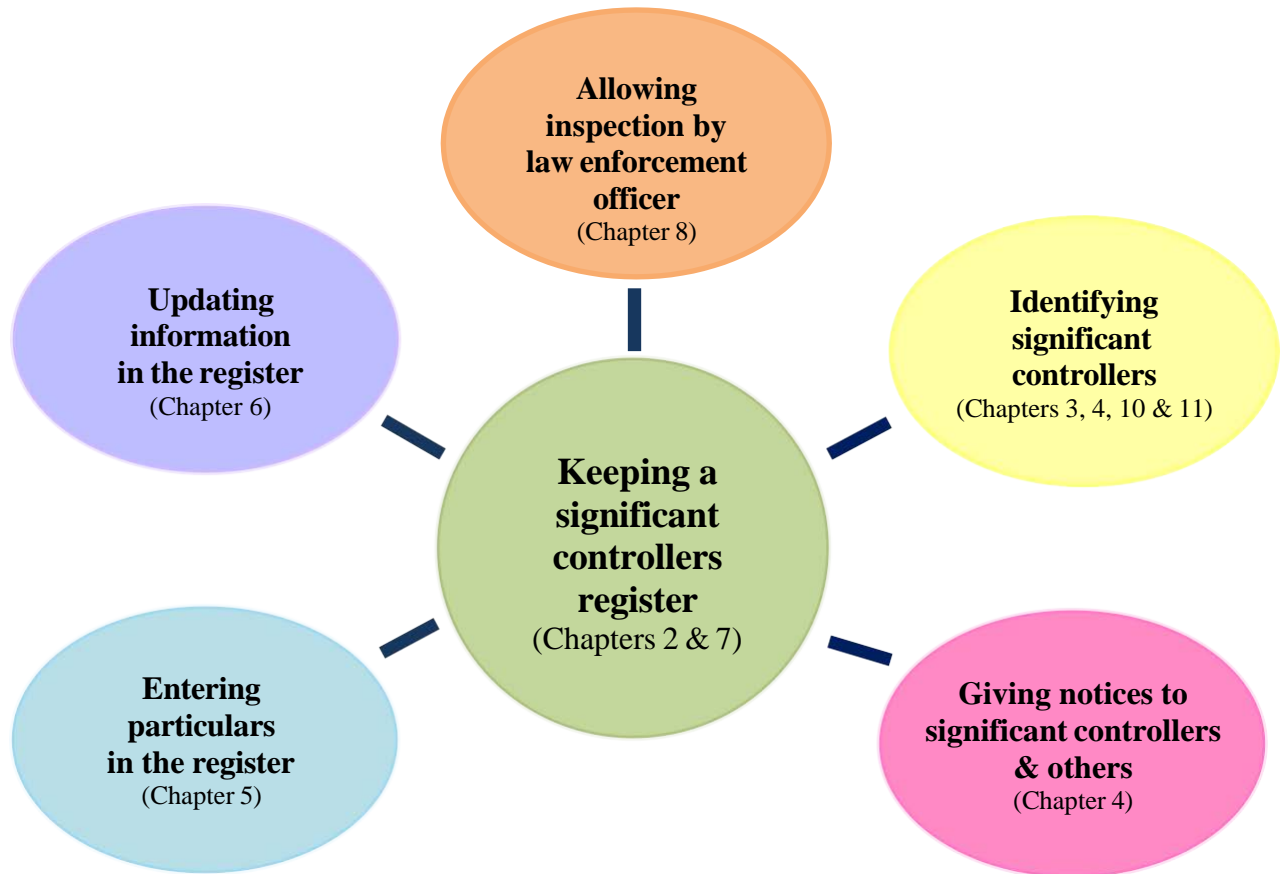 Allowing
inspection by
law enforcement
officer
(Chapter 8)
Updating
information
in the register
(Chapter 6)
Identifying
significant
controllers
(Chapters 3, 4, 10 & 11)
Keeping a
significant
controllers
register
(Chapters 2 & 7)
Entering
particulars
in the register
(Chapter 5)
Giving notices to
significant controllers
& others
(Chapter 4)